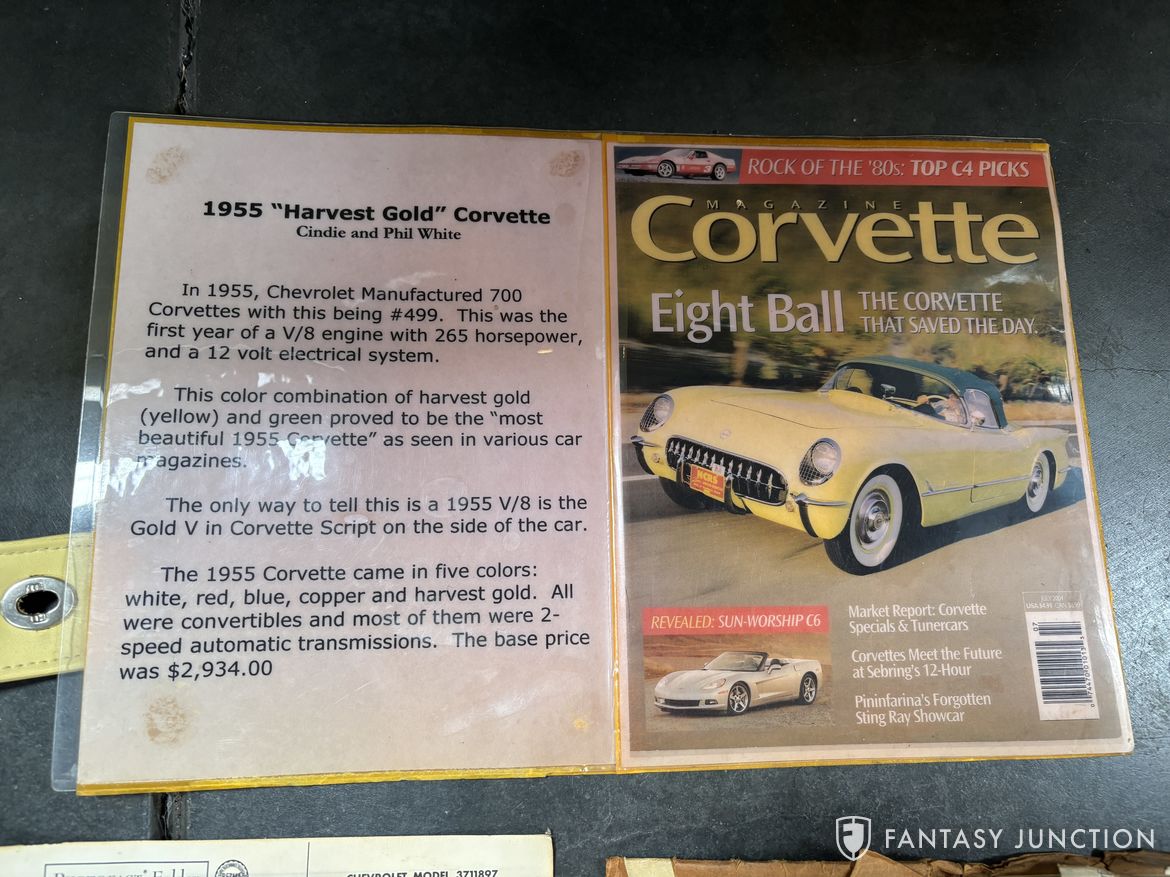 1955 “Harvest Gold” Corvette
Cindie and Phil White
In 1955, Chevrolet Manufactured 700
Corvettes with this being #499. This was the
first year of a V/8 engine with 265 horsepower,
and a 12 volt electrical system.
This color combination of harvest gold
(yellow) and green proved to be the “most
beautiful 1955 Corvette” as seen in various car
magazines.
The only way to tell this is a 1955 V/8 is the
Gold V in Corvette Script on the side of the car.
The 1955 Corvette came in five colors:
white, red, blue, copper and harvest gold. All
were convertibles and most of them were 2-
speed automatic transmissions. The base price
was $2,934.00
ROCK OF THE '80s: TOP C4 PICKS
MAGAZINE
Corvette
Eight Ball
THE CORVETTE
THAT SAVED THE DAY.
NCRS
REVEALED: SUN-WORSHIP C6
Market Report: Corvette
Specials & Tunercars
Corvettes Meet the Future
at Sebring's 12-Hour
Pininfarina's Forgotten
Sting Ray Showcar
JULY 2004
07
CHEVROLET MODEL 3711897
FANTASY JUNCTION